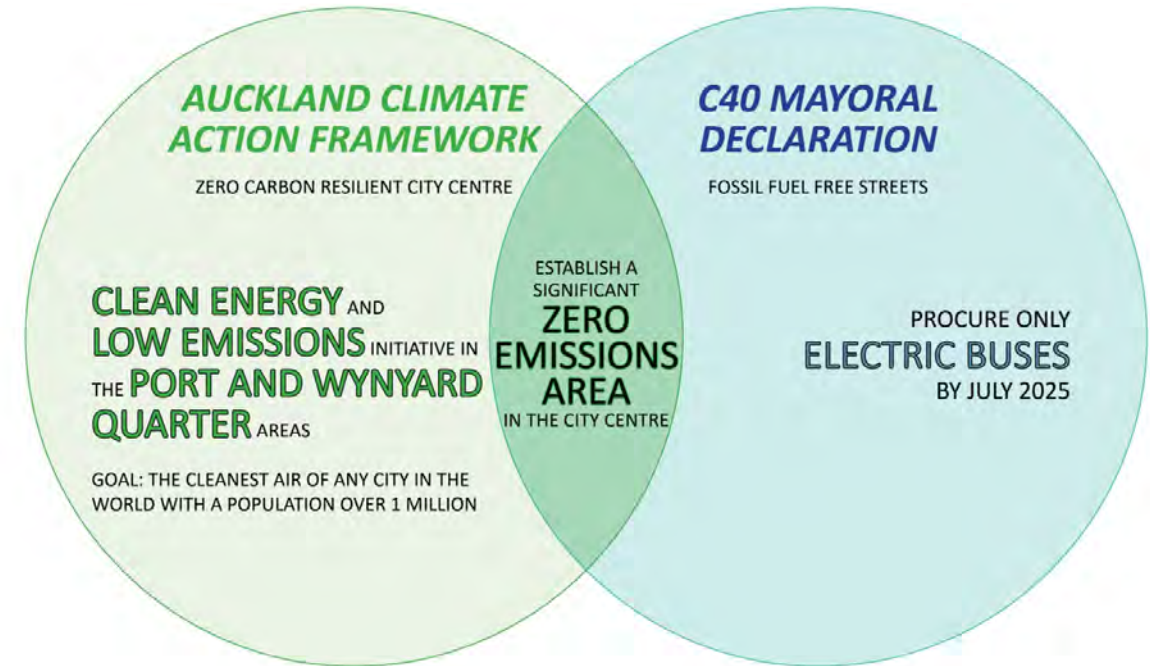 AUCKLAND CLIMATE
ACTION FRAMEWORK
ZERO CARBON RESILIENT CITY CENTRE
CLEAN ENERGY AND
LOW EMISSIONS INITIATIVE IN
THE PORT AND WYNYARD
QUARTER AREAS
GOAL: THE CLEANEST AIR OF ANY CITY IN THE
WORLD WITH A POPULATION OVER 1 MILLION
ESTABLISH A
SIGNIFICANT
ZERO
EMISSIONS
AREA
IN THE CITY CENTRE
C40 MAYORAL
DECLARATION
FOSSIL FUEL FREE STREETS
PROCURE ONLY
ELECTRIC BUSES
BY JULY 2025